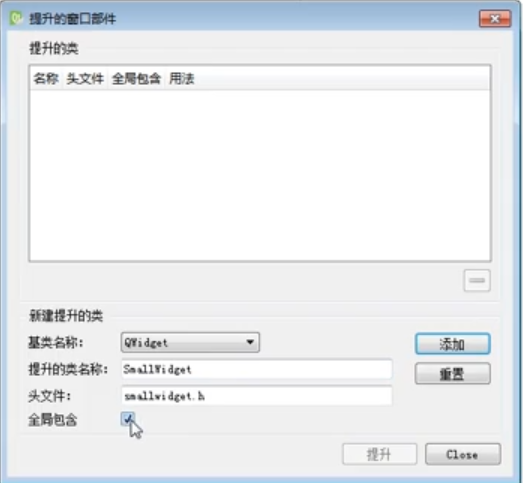 提升的窗口部件
提升的类
名称 头文件 全局包含 用法
新建提升的类
基类名称： QWidget 添加
提升的类名称： SmallWidget 重置
头文件： smallwidget.h
全局包含
提升 Close